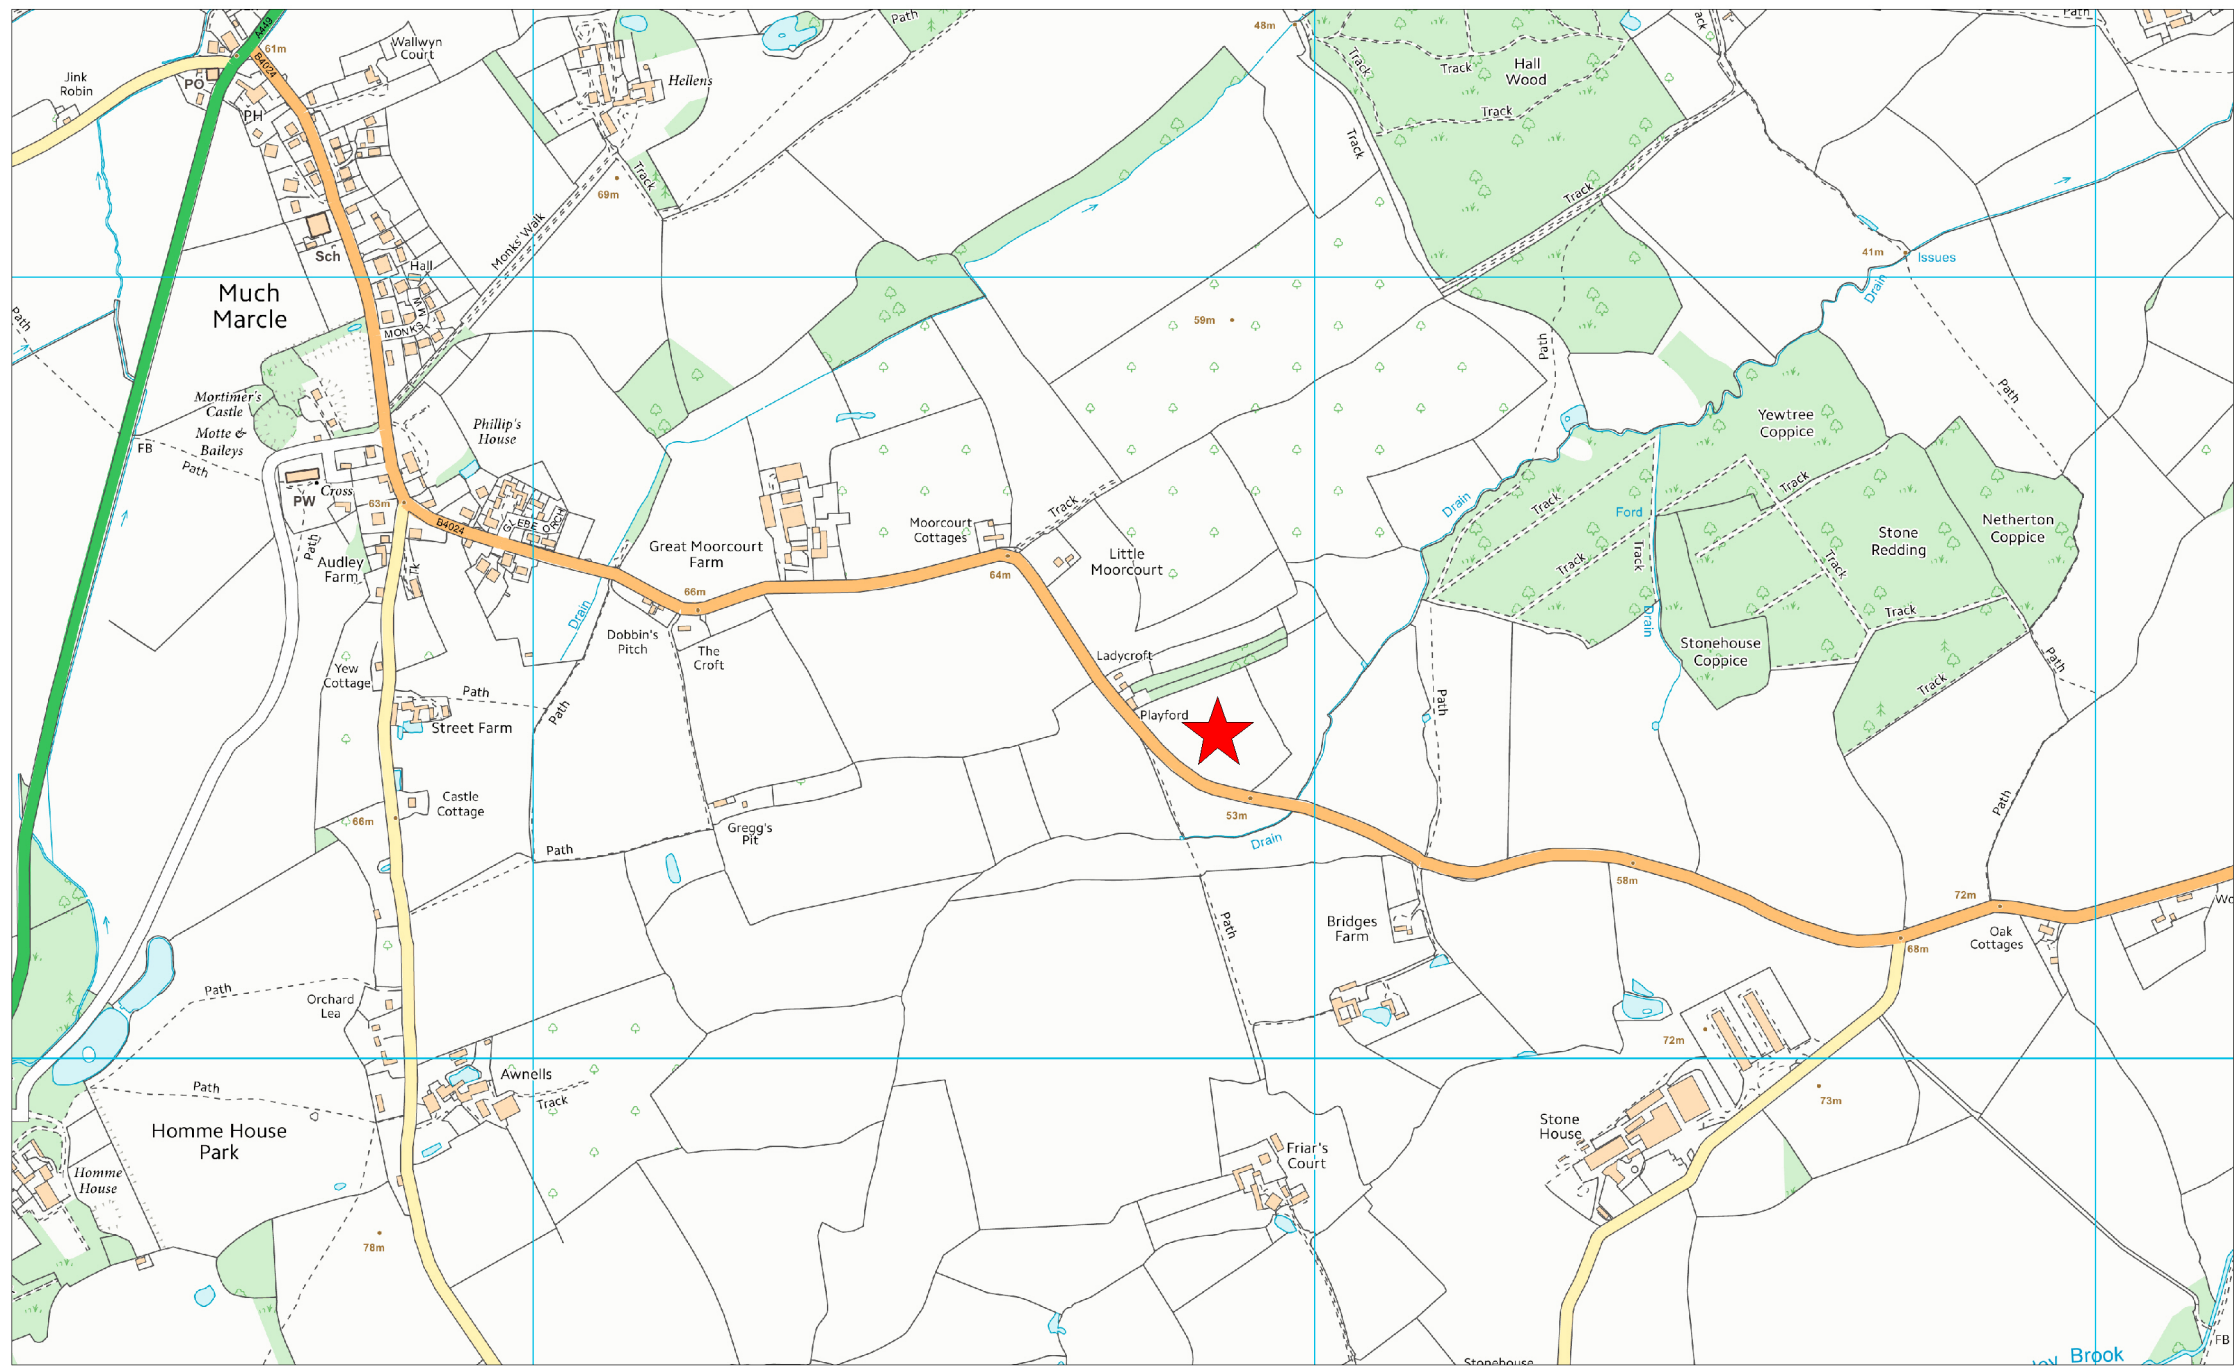 A449
61m
B4024
PO
PH
Jink
Robin
Wallwyn
Court
Hellens
Path
48m
Track
Track
Hall
Wood
Track
Track
Track
Path
69m
Track
Monks' Walk
Sch
Hall
Track
41m
Issues
Drain
Much
Marcle
MONKS
Path
59m
Path
Path
Mortimer's
Castle
Motte &
Baileys
FB
Path
Phillip's
House
Yewtree
Coppice
Cross
PW
63m
B4024
GLEBE ORCH
Path
Audley
Farm
Great Moorcourt
Farm
Moorcourt
Cottages
Track
64m
Little
Moorcourt
Drain
Track
Track
Ford
Track
Drain
Track
Track
Stone
Redding
Netherton
Coppice
Track
66m
Drain
Dobbin's
Pitch
The
Croft
Ladycroft
Playford
Stonehouse
Coppice
Track
Path
Yew
Cottage
Path
Street Farm
Path
Path
Castle
Cottage
66m
Gregg's
Pit
Path
53m
Drain
Path
58m
72m
68m
Oak
Cottages
Bridges
Farm
Path
Path
Orchard
Lea
72m
73m
Path
Awnells
Track
Homme House
Park
Homme
House
Stone
House
Friar's
Court
78m
Stonehouse
Brook
FB